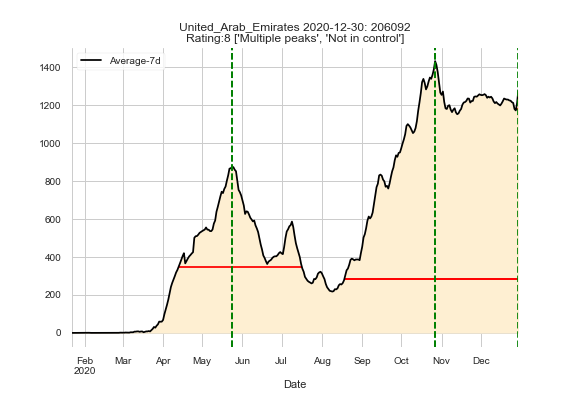 United_Arab_Emirates 2020-12-30: 206092
Rating:8 ['Multiple peaks', 'Not in control']
Average-7d
1400
1200
1000
800
600
400
200
0
Feb Mar Apr May Jun Jul Aug Sep Oct Nov Dec
2020
Date